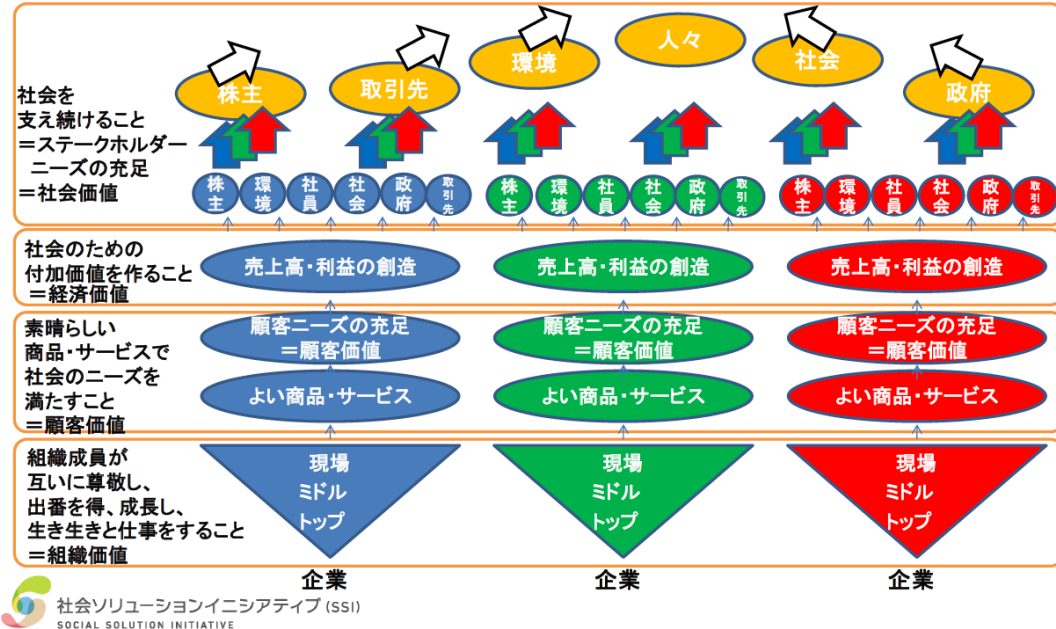 株主
取引先
環境
人々
社会
政府
社会を
支え続けること
＝ステークホルダー
ニーズの充足
＝社会価値
株主 環境 社員 社会 政府 取引先
株主 環境 社員 社会 政府 取引先
株主 環境 社員 社会 政府 取引先
社会のための
付加価値を作ること
＝経済価値
売上高・利益の創造
売上高・利益の創造
売上高・利益の創造
素晴らしい
商品・サービスで
社会のニーズを
満たすこと
＝顧客価値
顧客ニーズの充足
＝顧客価値
顧客ニーズの充足
＝顧客価値
顧客ニーズの充足
＝顧客価値
よい商品・サービス
よい商品・サービス
よい商品・サービス
組織成員が
互いに尊敬し、
出番を得、成長し、
生き生きと仕事をすること
＝組織価値
現場
ミドル
トップ
現場
ミドル
トップ
現場
ミドル
トップ
企業
企業
企業
社会ソリューションイニシアティブ (SSI)
SOCIAL SOLUTION INITIATIVE